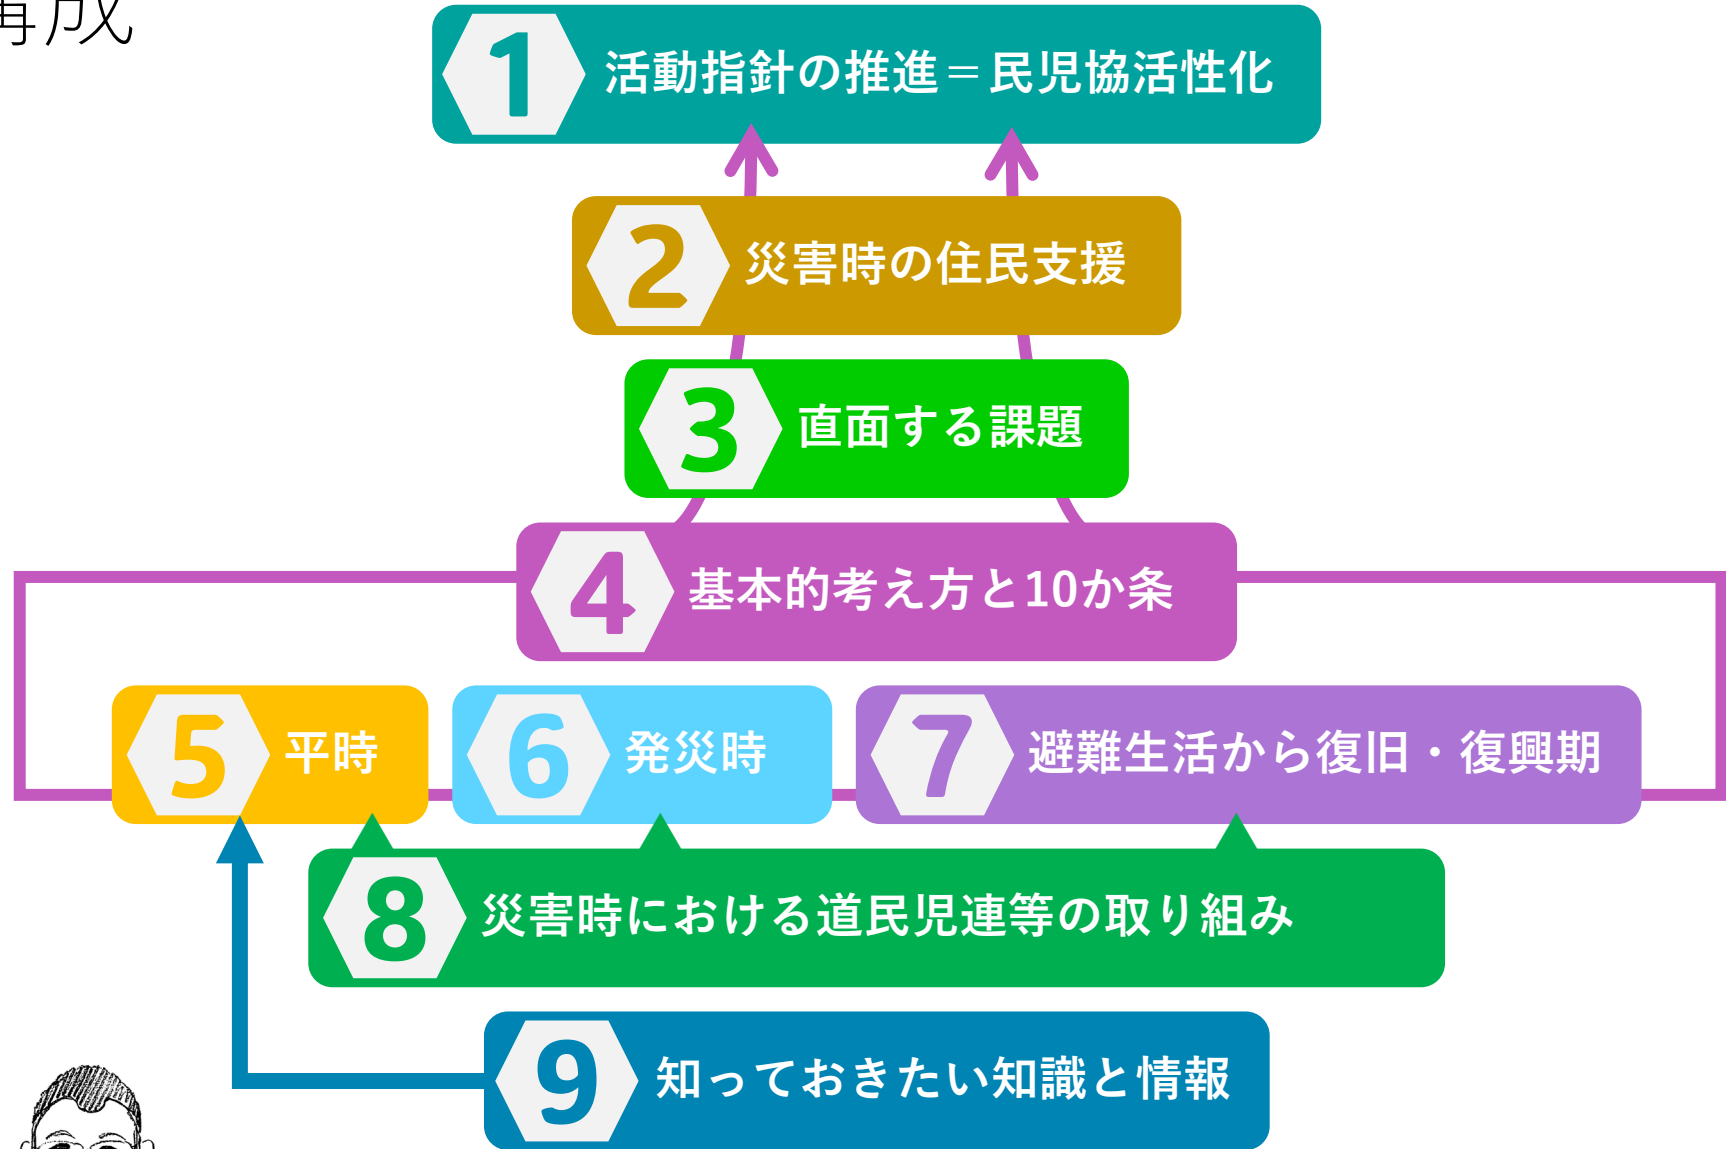 構成
1 活動指針の推進＝民児協活性化
2 災害時の住民支援
3 直面する課題
4 基本的考え方と10か条
5 平時
6 発災時
7 避難生活から復旧・復興期
8 災害時における道民児連等の取り組み
9 知っておきたい知識と情報